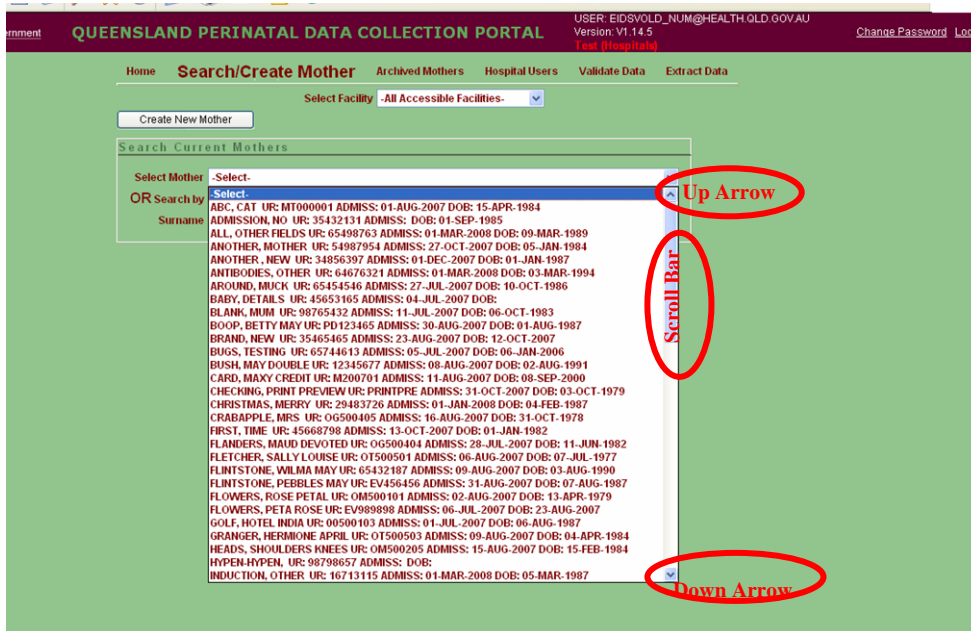 USER: EIDSVOLD_NUM@HEALTH.QLD.GOV.AU
ernment QUEENSLAND PERINATAL DATA COLLECTION PORTAL Version: V1.14.5 Change Password Loc
Test (Hospitals)
Home Search/Create Mother Archived Mothers Hospital Users Validate Data Extract Data
Select Facility -All Accessible Facilities-
Create New Mother
Search Current Mothers
Select Mother -Select-
OR Search by
Surname
-Select-
ABC, CAT UR: MT000001 ADMISS: 01-AUG-2007 DOB: 15-APR-1984
ADMISSION, NO UR: 35432131 ADMISS: DOB: 01-SEP-1985
ALL, OTHER FIELDS UR: 65498763 ADMISS: 01-MAR-2008 DOB: 09-MAR-1989
ANOTHER, MOTHER UR: 54987954 ADMISS: 27-OCT-2007 DOB: 05-JAN-1984
ANOTHER , NEW UR: 34856397 ADMISS: 01-DEC-2007 DOB: 01-JAN-1987
ANTIBODIES, OTHER UR: 64676321 ADMISS: 01-MAR-2008 DOB: 03-MAR-1994
AROUND, MUCK UR: 65454546 ADMISS: 27-JUL-2007 DOB: 10-OCT-1986
BABY, DETAILS UR: 45653165 ADMISS: 04-JUL-2007 DOB:
BLANK, MUM UR: 98765432 ADMISS: 11-JUL-2007 DOB: 06-OCT-1983
BOOP, BETTY MAY UR: PD123465 ADMISS: 30-AUG-2007 DOB: 01-AUG-1987
BRAND, NEW UR: 35465465 ADMISS: 23-AUG-2007 DOB: 12-OCT-2007
BUGS, TESTING UR: 65744613 ADMISS: 05-JUL-2007 DOB: 06-JAN-2006
BUSH, MAY DOUBLE UR: 12345677 ADMISS: 08-AUG-2007 DOB: 02-AUG-1991
CARD, MAXY CREDIT UR: M200701 ADMISS: 11-AUG-2007 DOB: 08-SEP-2000
CHECKING, PRINT PREVIEW UR: PRINTPRE ADMISS: 31-OCT-2007 DOB: 03-OCT-1979
CHRISTMAS, MERRY UR: 29483726 ADMISS: 01-JAN-2008 DOB: 04-FEB-1987
CRABAPPLE, MRS UR: OG500405 ADMISS: 16-AUG-2007 DOB: 31-OCT-1978
FIRST, TIME UR: 45668798 ADMISS: 13-OCT-2007 DOB: 01-JAN-1982
FLANDERS, MAUD DEVOTED UR: OG500404 ADMISS: 28-JUL-2007 DOB: 11-JUN-1982
FLETCHER, SALLY LOUISE UR: OT500501 ADMISS: 06-AUG-2007 DOB: 07-JUL-1977
FLINTSTONE, WILMA MAY UR: 65432187 ADMISS: 09-AUG-2007 DOB: 03-AUG-1990
FLINTSTONE, PEBBLES MAY UR: EV456456 ADMISS: 31-AUG-2007 DOB: 07-AUG-1987
FLOWERS, ROSE PETAL UR: OM500101 ADMISS: 02-AUG-2007 DOB: 13-APR-1979
FLOWERS, PETA ROSE UR: EV989898 ADMISS: 06-JUL-2007 DOB: 23-AUG-2007
GOLF, HOTEL INDIA UR: 00500103 ADMISS: 01-JUL-2007 DOB: 06-AUG-1987
GRANGER, HERMIONE APRIL UR: OT500503 ADMISS: 09-AUG-2007 DOB: 04-APR-1984
HEADS, SHOULDERS KNEES UR: OM500205 ADMISS: 15-AUG-2007 DOB: 15-FEB-1984
HYPEN-HYPEN, UR: 98798657 ADMISS: DOB:
INDUCTION, OTHER UR: 16713115 ADMISS: 01-MAR-2008 DOB: 05-MAR-1987
Up Arrow
Scroll Bar
Down Arrow